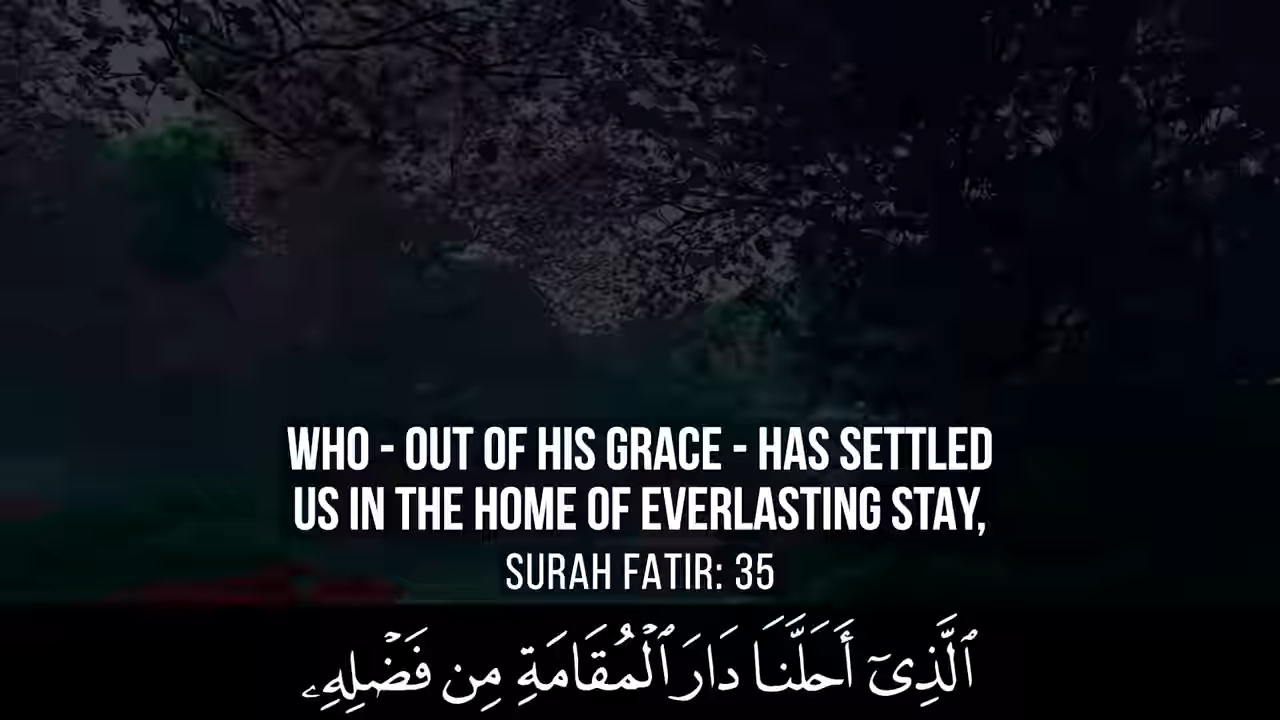 WHO - OUT OF HIS GRACE - HAS SETTLED
US IN THE HOME OF EVERLASTING STAY,
SURAH FATIR: 35
ٱلَّذِىٓ أَحَلَّنَا دَارَ ٱلْمُقَامَةِ مِن فَضْلِهِۦ